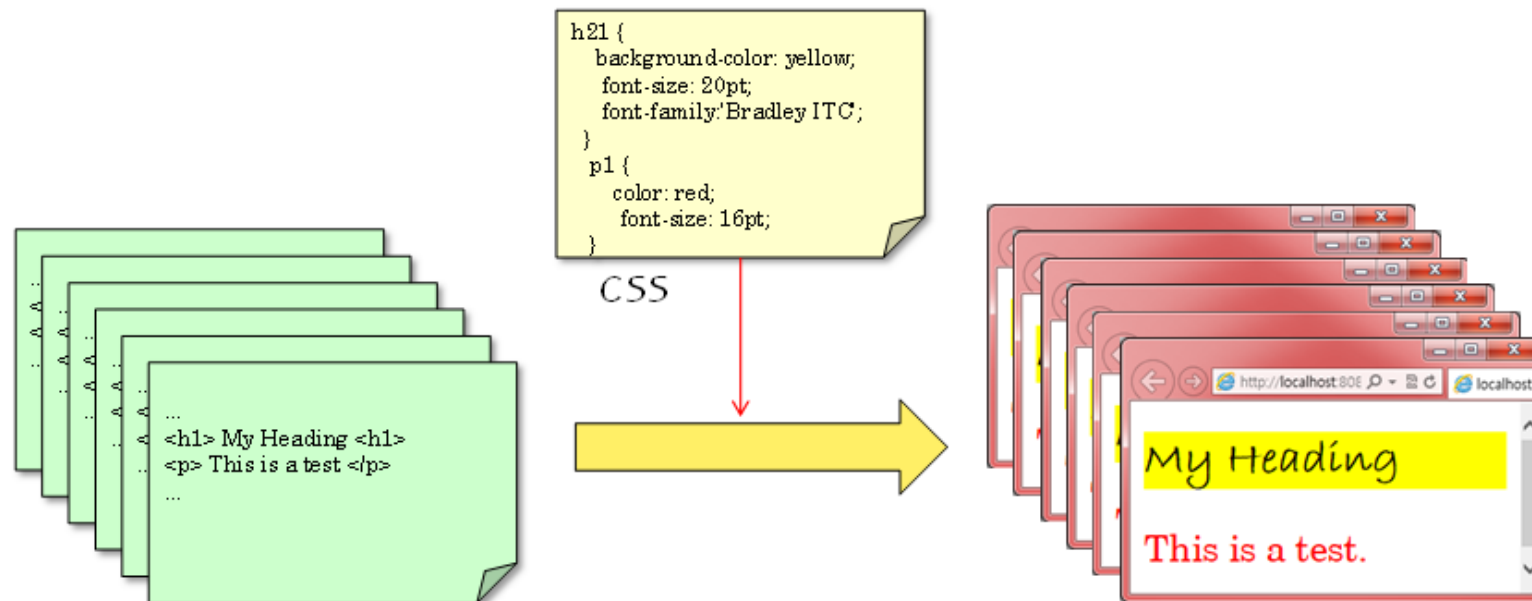 h21 {
background-color: yellow;
font-size: 20pt;
font-family:'Bradley ITC';
}
p1 {
color: red;
font-size: 16pt;
}
CSS
...
<h1> My Heading <h1>
<p> This is a test </p>
...
http://localhost:808
localhost
My Heading
This is a test.